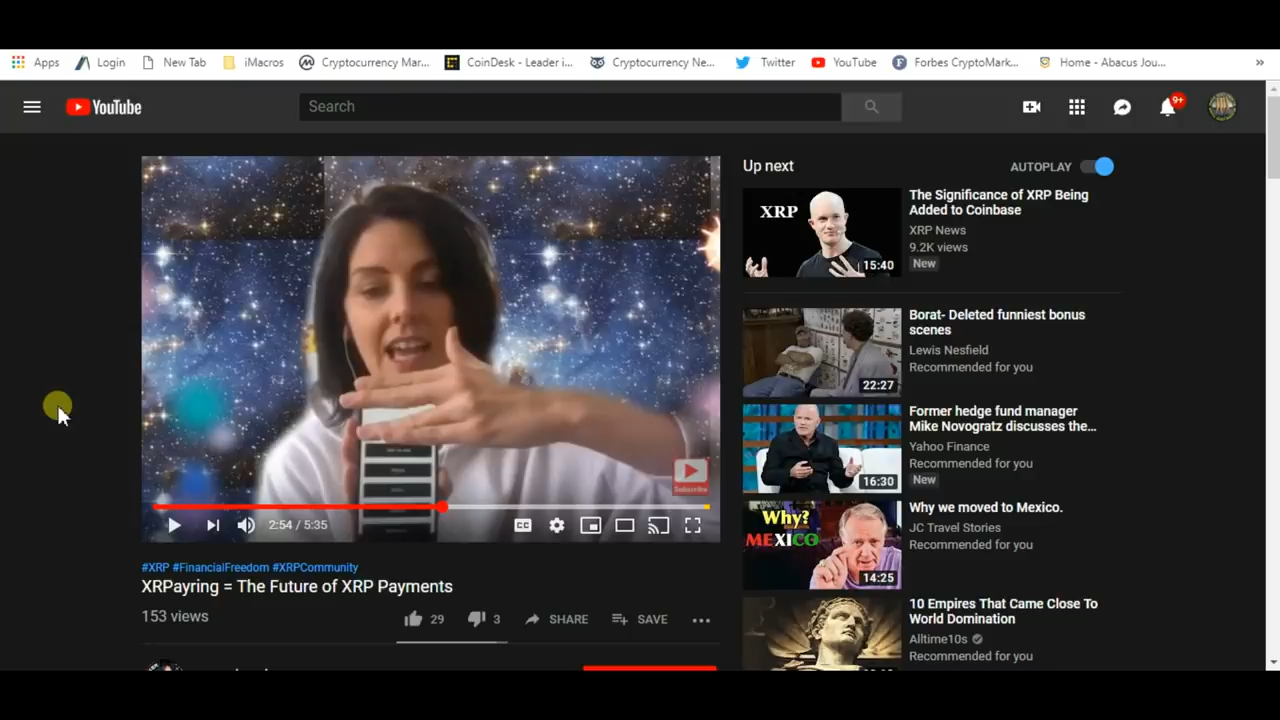 Apps
Login
New Tab
iMacros
Cryptocurrency Mar...
CoinDesk - Leader i...
Cryptocurrency Ne...
Twitter
YouTube
Forbes CryptoMark...
Home - Abacus Jou...
»
YouTube
Search
9+
Up next
AUTOPLAY
XRP
15:40
The Significance of XRP Being
Added to Coinbase
XRP News
9.2K views
New
22:27
Borat- Deleted funniest bonus
scenes
Lewis Nesfield
Recommended for you
16:30
Former hedge fund manager
Mike Novogratz discusses the...
Yahoo Finance
Recommended for you
New
Why?
MEXICO
14:25
Why we moved to Mexico.
JC Travel Stories
Recommended for you
10 Empires That Came Close To
World Domination
Alltime10s
Recommended for you
Subscribe
2:54 / 5:35
CC
#XRP #FinancialFreedom #XRPCommunity
XRPayring = The Future of XRP Payments
153 views
29
3
SHARE
SAVE